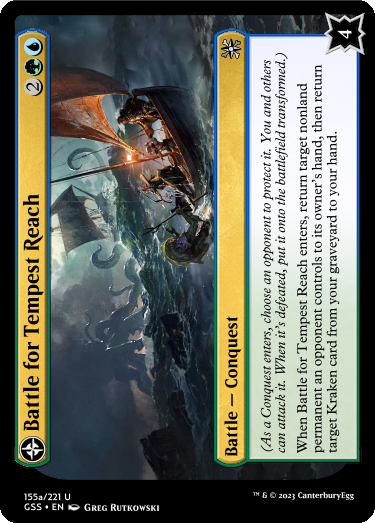 Battle for Tempest Reach 2
Battle — Conquest
(As a Conquest enters, choose an opponent to protect it. You and others
can attack it. When it's defeated, put it onto the battlefield transformed.)
When Battle for Tempest Reach enters, return target nonland
permanent an opponent controls to its owner's hand, then return
target Kraken card from your graveyard to your hand.
4
155a/221 U
GSS • EN Greg Rutkowski
™ & © 2023 CanterburyEgg